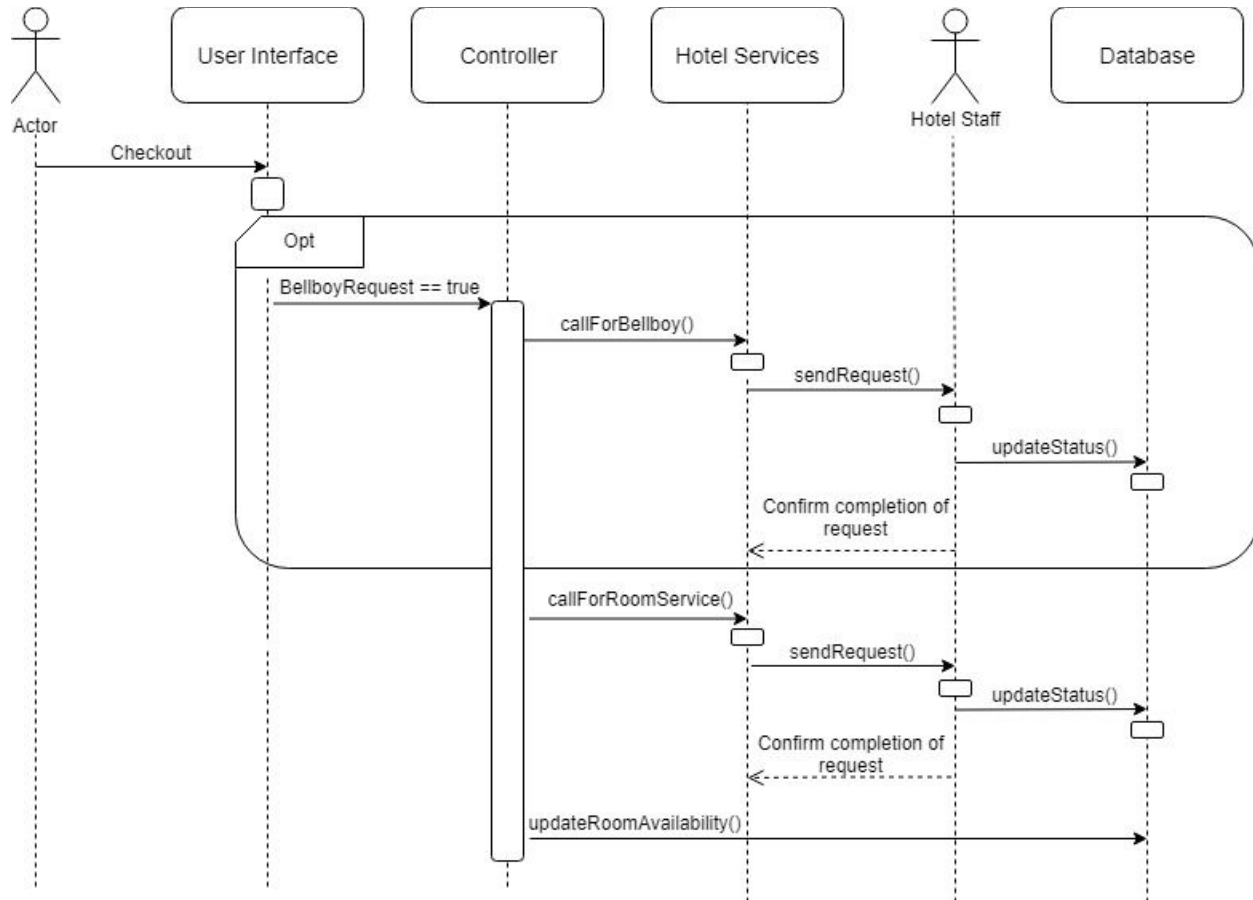 User Interface
Controller
Hotel Services
Database
Actor
Hotel Staff
Checkout
Opt
BellboyRequest == true
callForBellboy()
sendRequest()
updateStatus()
Confirm completion of
request
callForRoomService()
sendRequest()
updateStatus()
Confirm completion of
request
updateRoomAvailability()